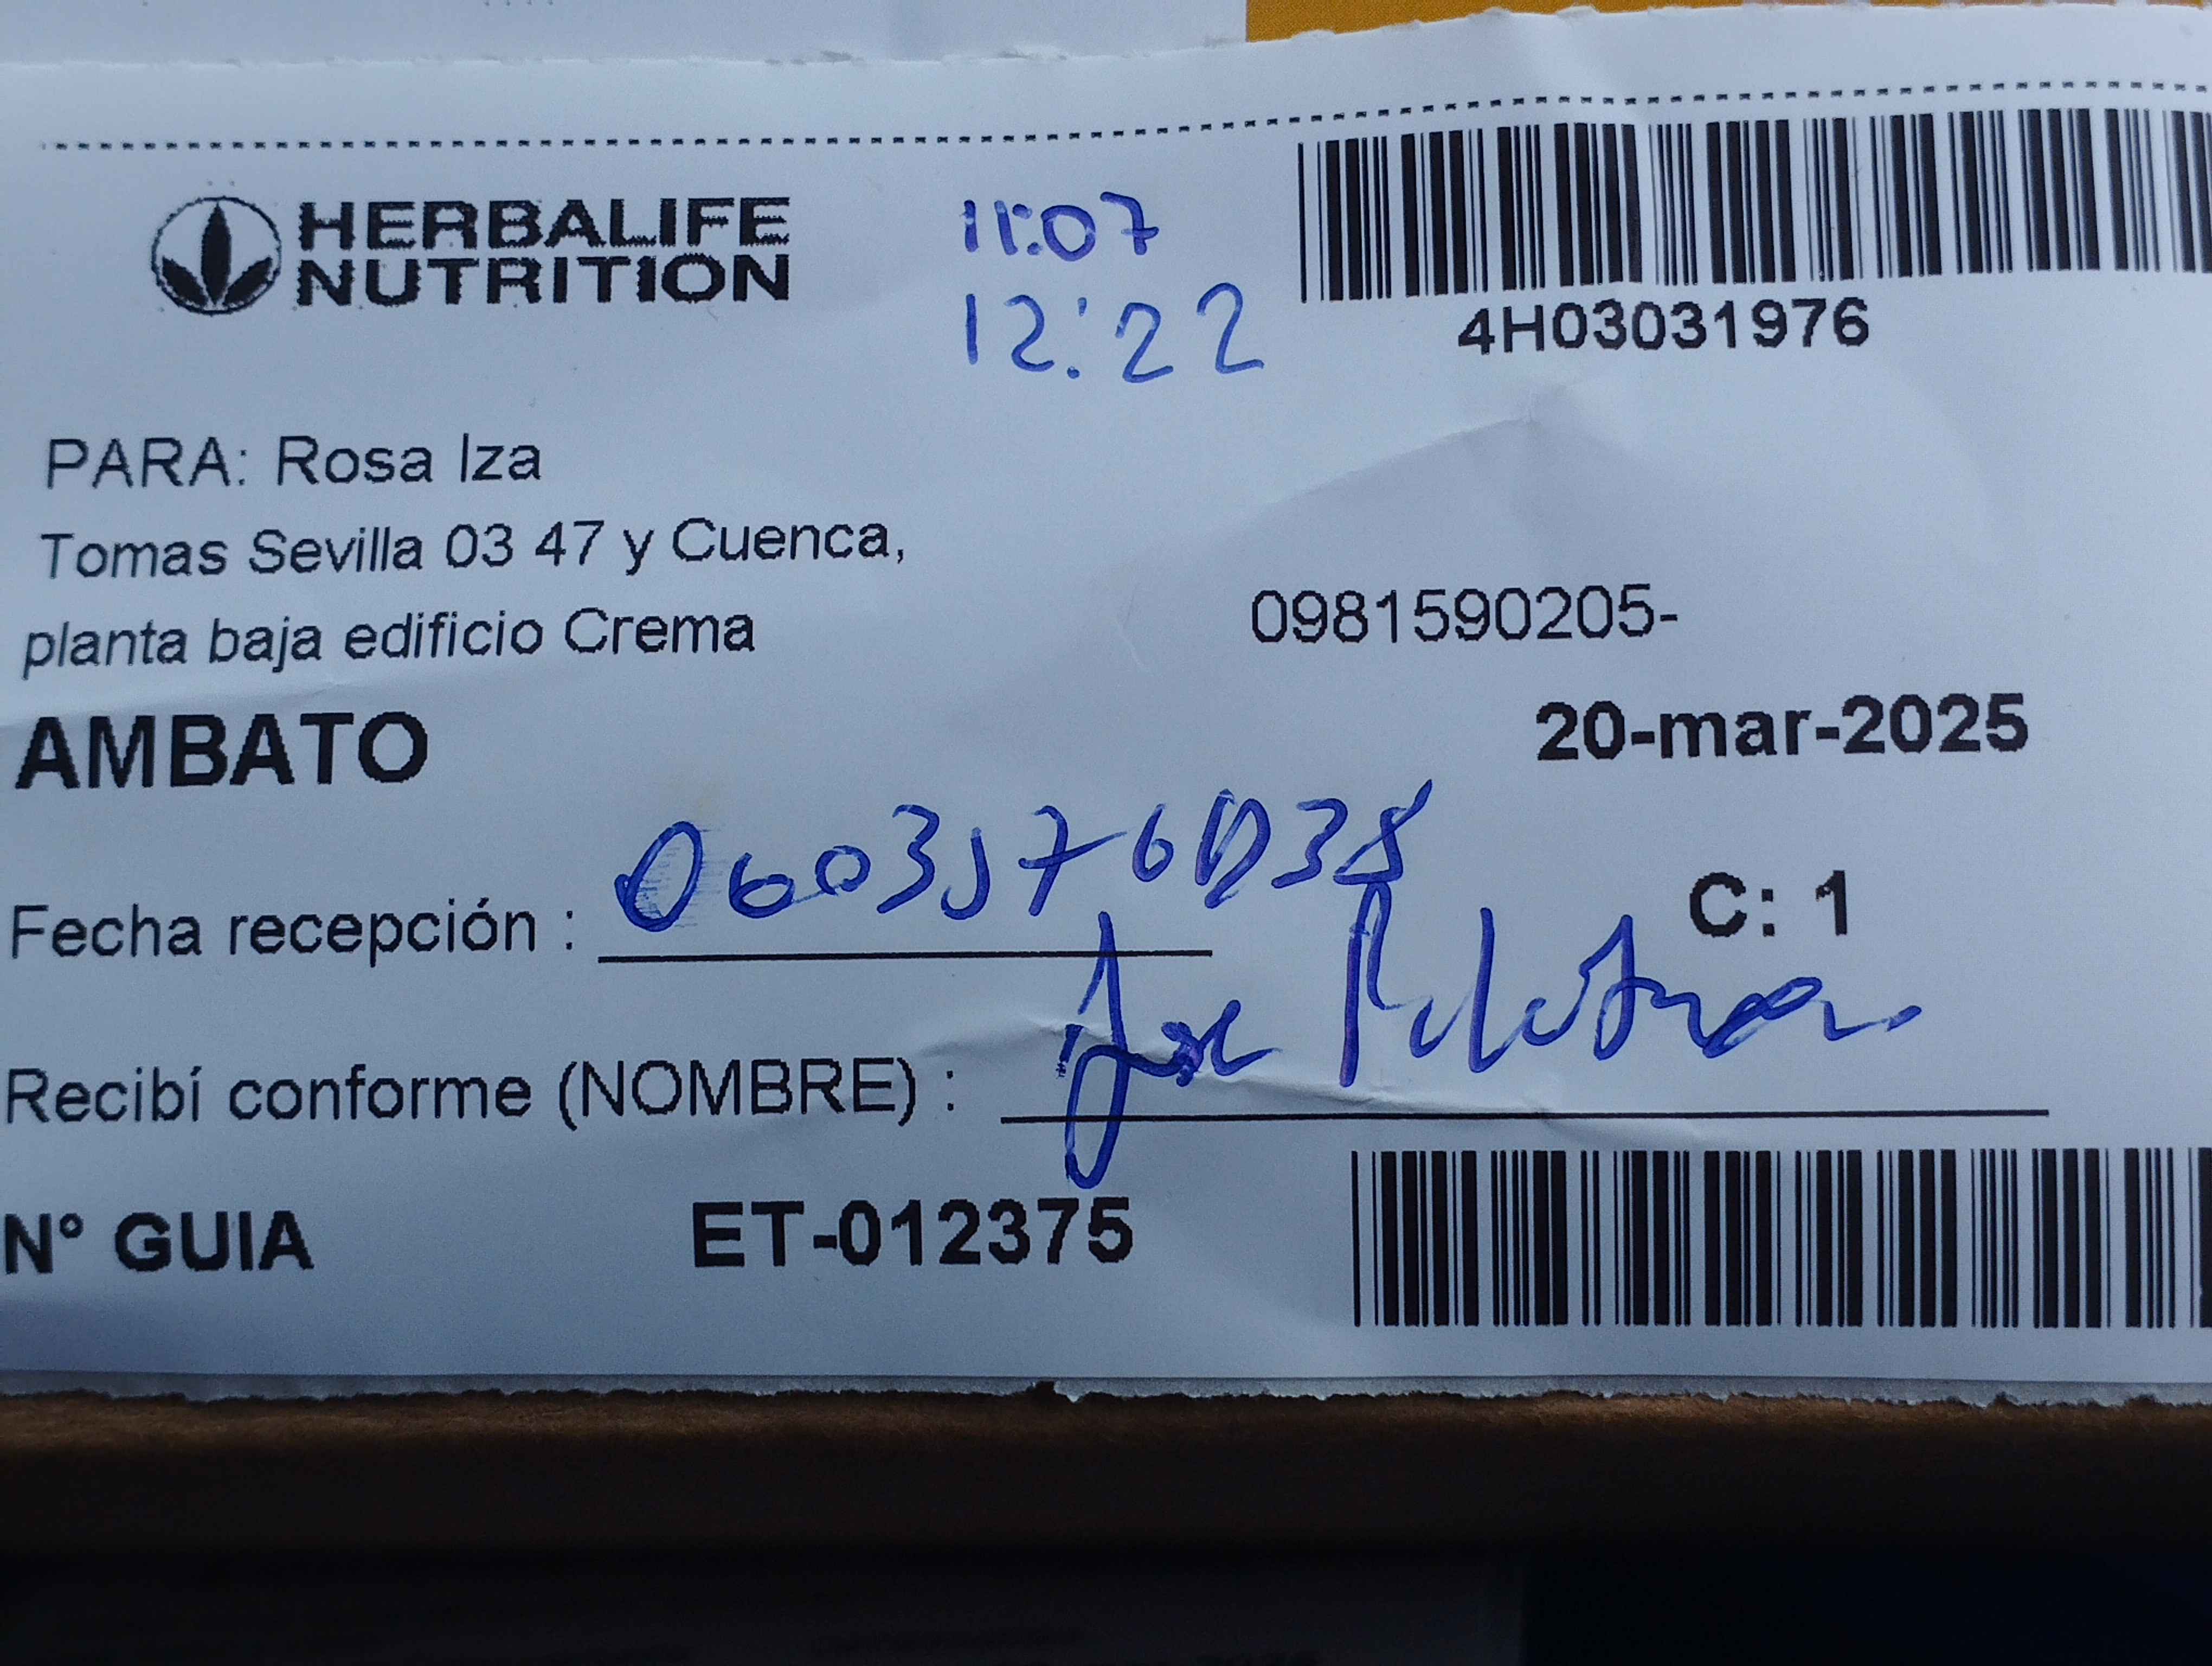 HERBALIFE
NUTRITION
11:07
12:22
4H03031976
PARA: Rosa Iza
Tomas Sevilla 03 47 y Cuenca,
planta baja edificio Crema
0981590205-
AMBATO
20-mar-2025
Fecha recepción :
C: 1
Recibí conforme (NOMBRE) : Jose
N° GUIA ET-012375